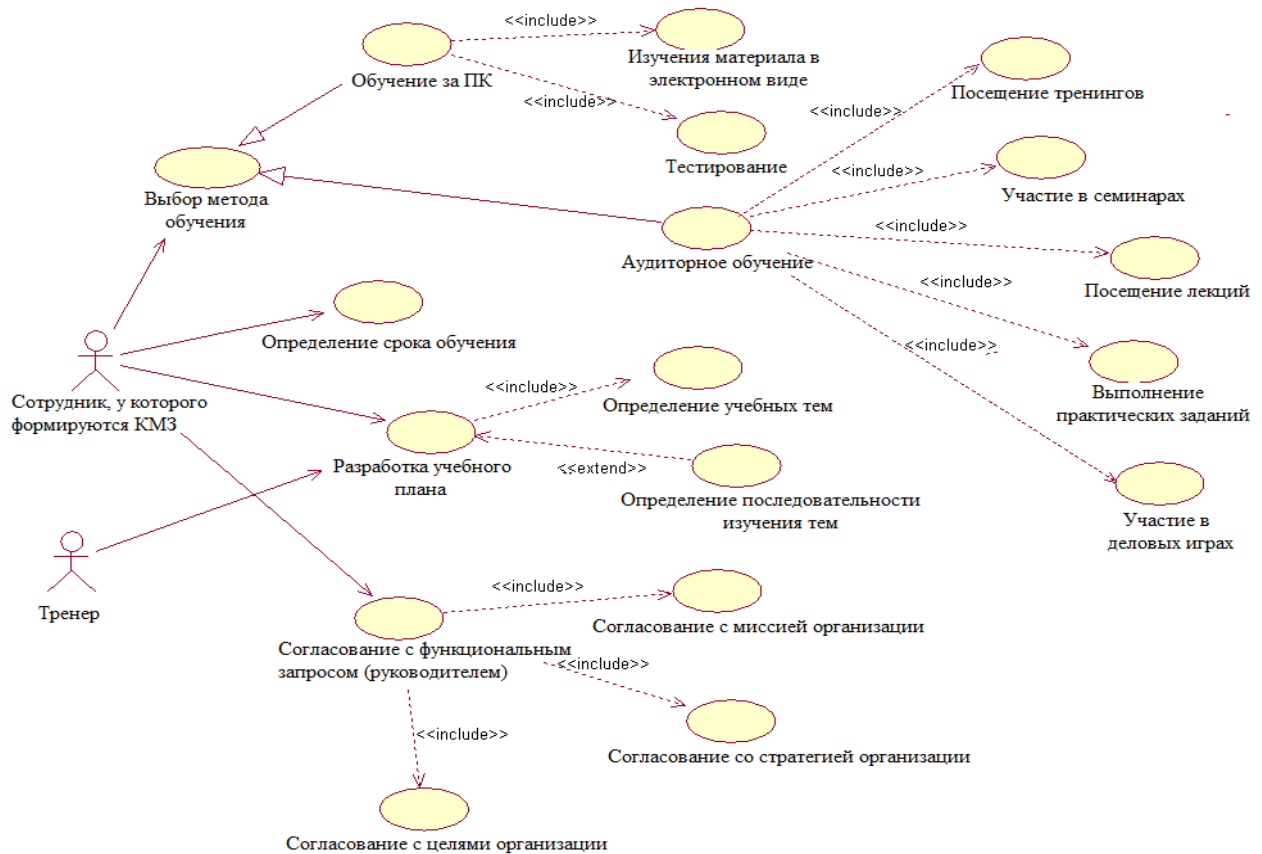 <<include>>
Обучение за ПК
Изучения материала в
электронном виде
<<include>>
Тестирование
Выбор метода
обучения
Аудиторное обучение
<<include>>
Посещение тренингов
<<include>>
Участие в семинарах
<<include>>
Посещение лекций
<<include>>
Выполнение
практических заданий
<<include>>
Участие в
деловых играх
Определение срока обучения
Сотрудник, у которого
формируются КМЗ
<<include>>
Определение учебных тем
Разработка учебного
плана
<<extend>>
Определение последовательности
изучения тем
Тренер
<<include>>
Согласование с миссией организации
Согласование с функциональным
запросом (руководителем)
<<include>>
Согласование со стратегией организации
<<include>>
Согласование с целями организации